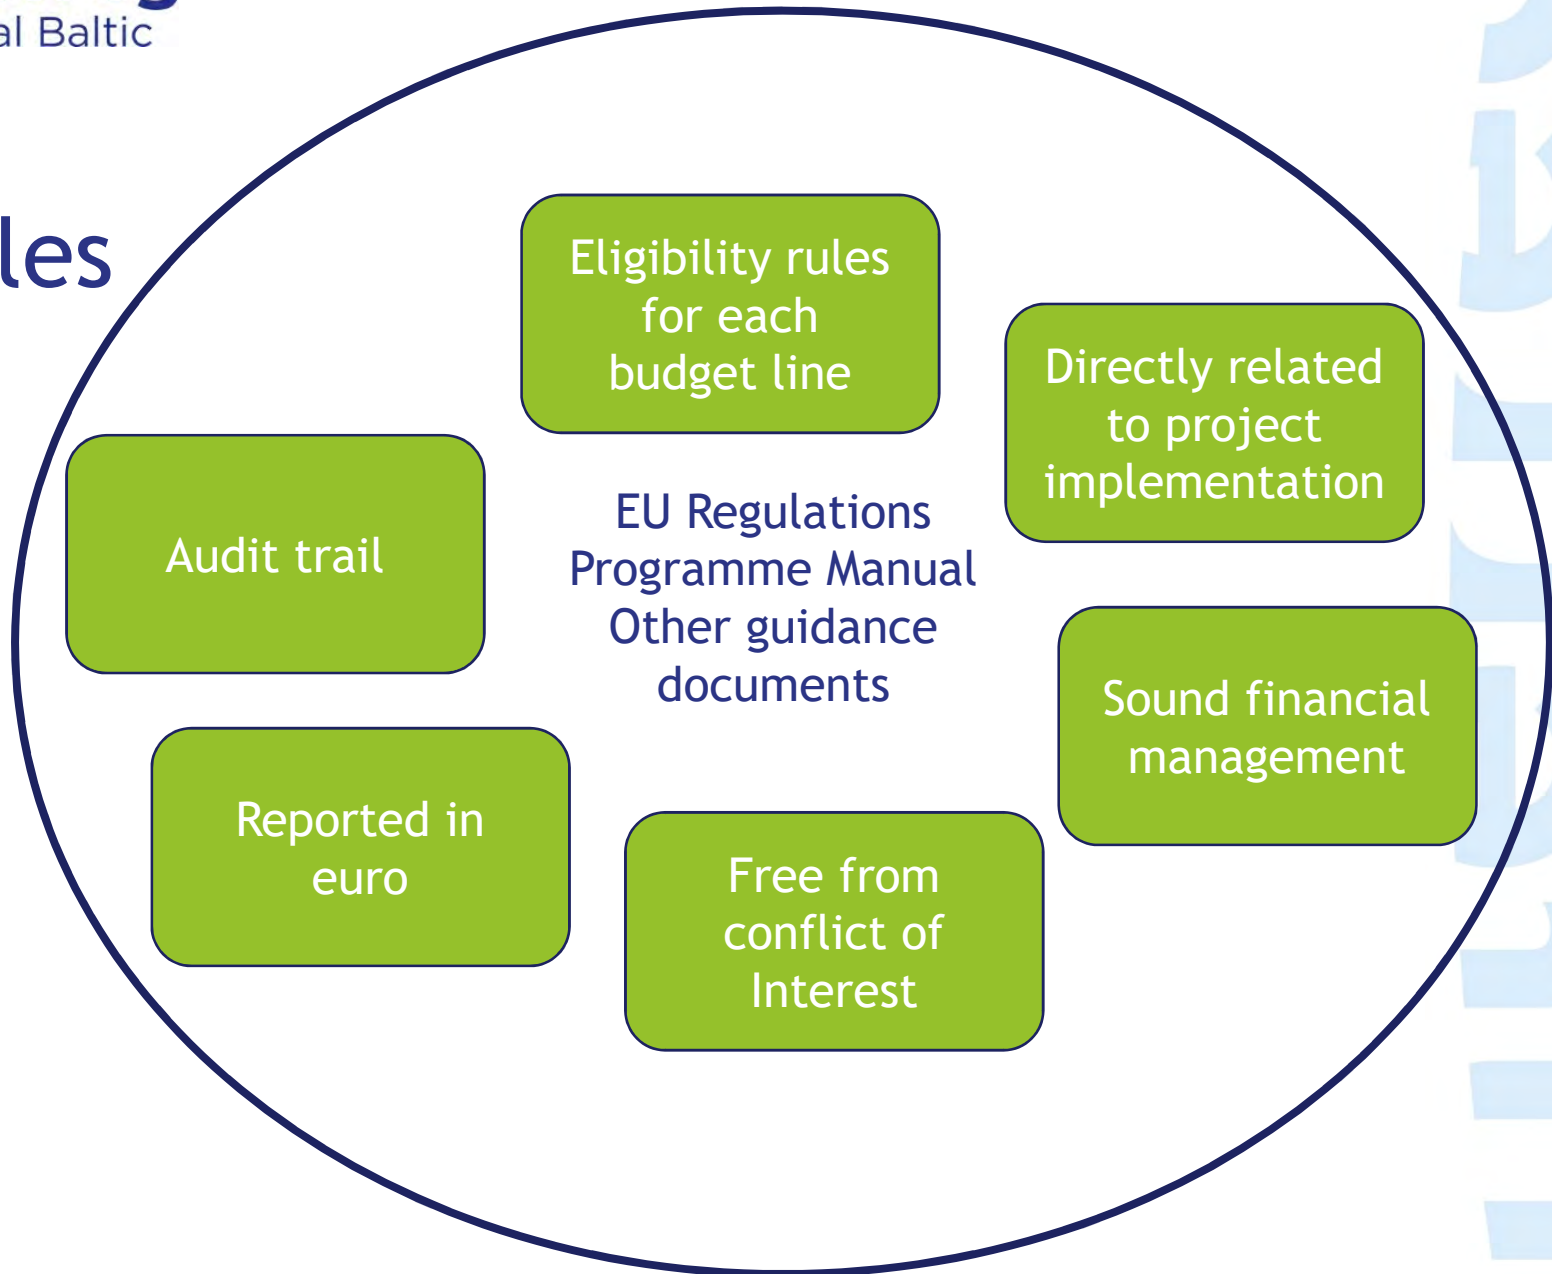 al Baltic
les
Eligibility rules
for each
budget line
Directly related
to project
implementation
Audit trail
EU Regulations
Programme Manual
Other guidance
documents
Sound financial
management
Reported in
euro
Free from
conflict of
Interest